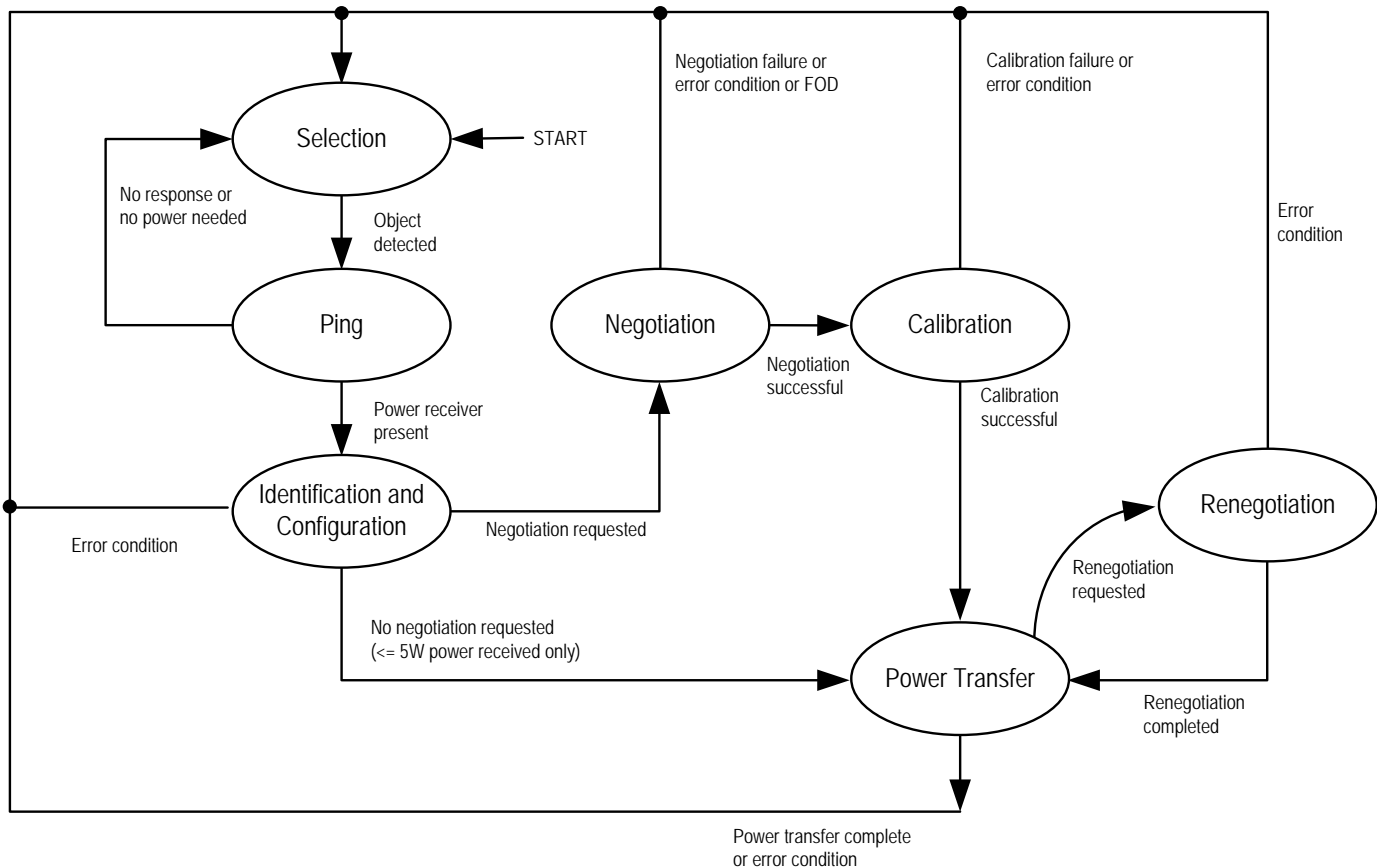 Negotiation failure or
error condition or FOD
Calibration failure or
error condition
Selection
START
No response or
no power needed
Object
detected
Error
condition
Ping
Negotiation
Calibration
Negotiation
successful
Power receiver
present
Calibration
successful
Identification and
Configuration
Renegotiation
Negotiation requested
Error condition
Renegotiation
requested
No negotiation requested
(<= 5W power received only)
Power Transfer
Renegotiation
completed
Power transfer complete
or error condition